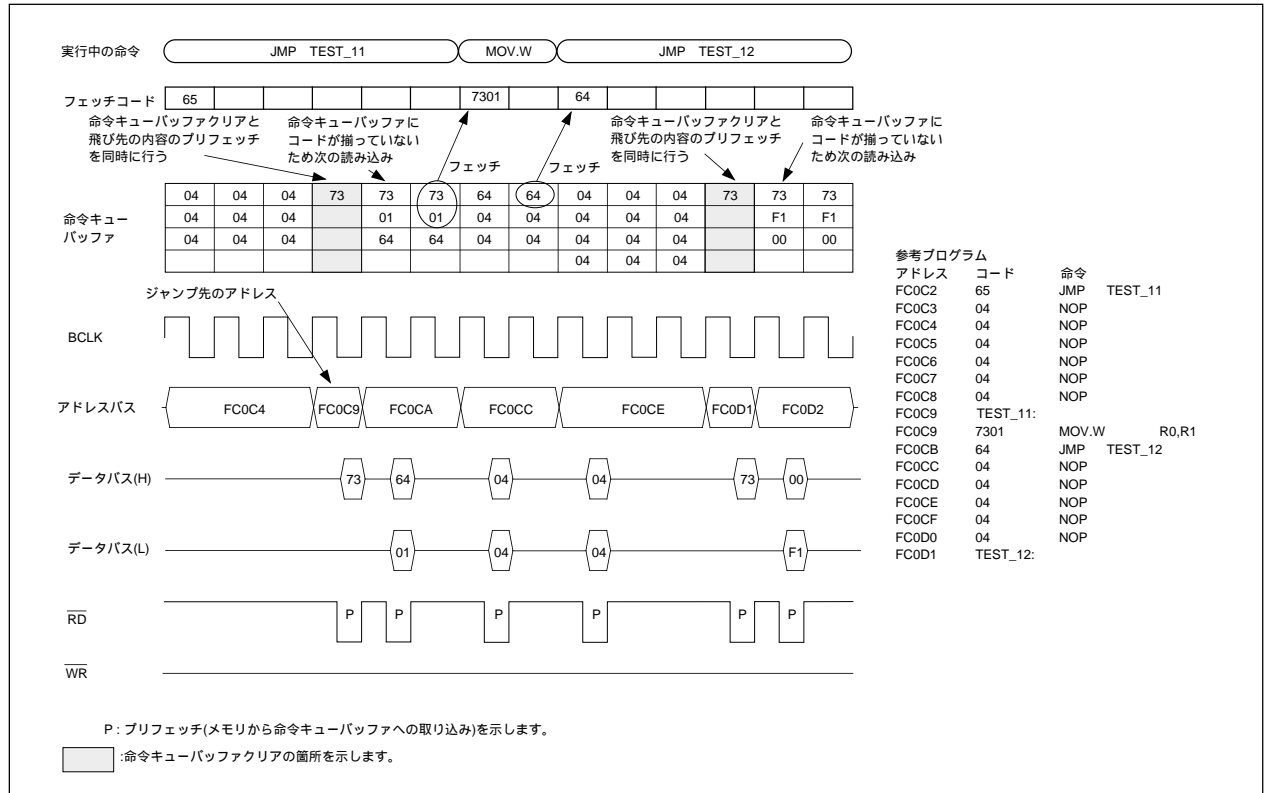 実行中の命令 JMP TEST_11 MOV.W JMP TEST_12
フェッチコード 65 7301 64
命令キューバッファクリアと
飛び先の内容のプリフェッチ
を同時に行う
命令キューバッファに
コードが揃っていない
ため次の読み込み
フェッチ
フェッチ
命令キューバッファクリアと
飛び先の内容のプリフェッチ
を同時に行う
命令キューバッファに
コードが揃っていない
ため次の読み込み
命令キュー
バッファ
04 04 04 73 73 73 64 64 04 04 04 73 73 73
04 04 04 01 01 04 04 04 04 04 F1 F1
04 04 04 64 64 04 04 04 04 04 00 00
04 04 04
ジャンプ先のアドレス
BCLK
アドレスバス FC0C4 FC0C9 FC0CA FC0CC FC0CE FC0D1 FC0D2
データバス(H) 73 64 04 04 73 00
データバス(L) 01 04 04 F1
RD P P P P P P
WR
P : プリフェッチ(メモリから命令キューバッファへの取り込み)を示します。
:命令キューバッファクリアの箇所を示します。
参考プログラム
アドレス コード 命令
FC0C2 65 JMP TEST_11
FC0C3 04 NOP
FC0C4 04 NOP
FC0C5 04 NOP
FC0C6 04 NOP
FC0C7 04 NOP
FC0C8 04 NOP
FC0C9 TEST_11:
FC0C9 7301 MOV.W R0,R1
FC0CB 64 JMP TEST_12
FC0CC 04 NOP
FC0CD 04 NOP
FC0CE 04 NOP
FC0CF 04 NOP
FC0D0 04 NOP
FC0D1 TEST_12: